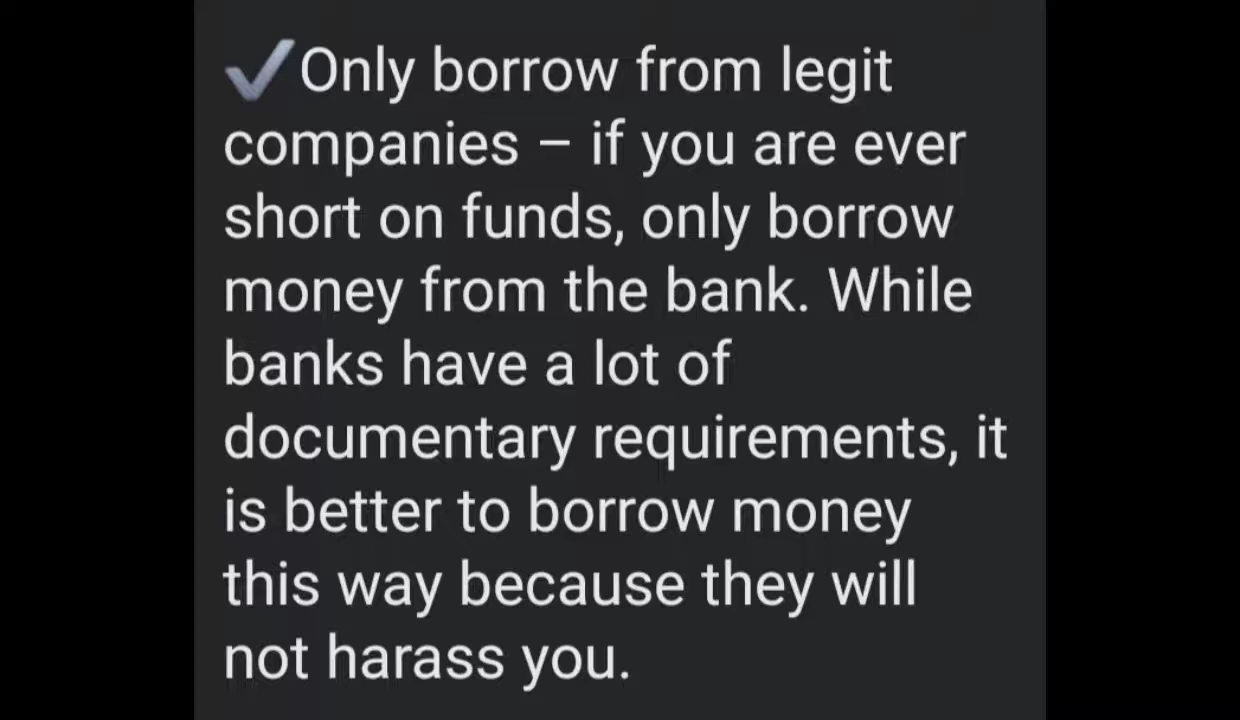 ✔Only borrow from legit
companies – if you are ever
short on funds, only borrow
money from the bank. While
banks have a lot of
documentary requirements, it
is better to borrow money
this way because they will
not harass you.